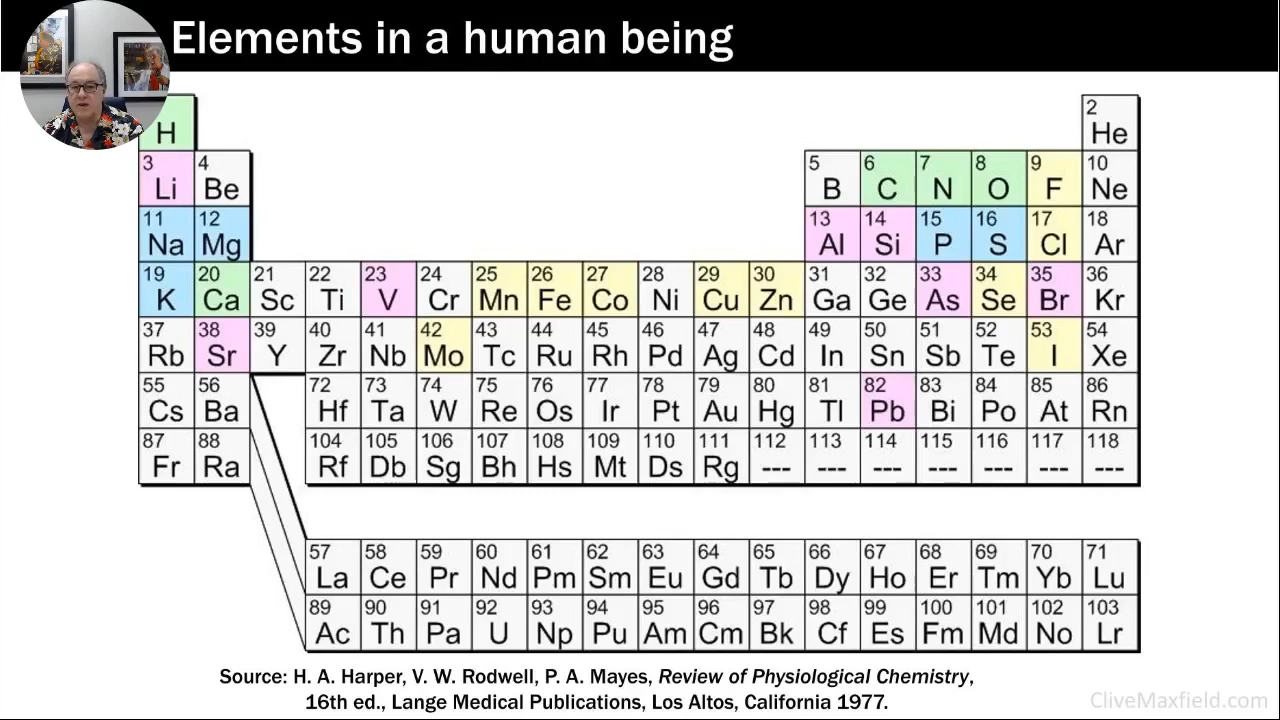 Elements in a human being
H
2
He
3 4 5 6 7 8 9 10
Li Be B C N O F Ne
11 12 13 14 15 16 17 18
Na Mg Al Si P S Cl Ar
19 20 21 22 23 24 25 26 27 28 29 30 31 32 33 34 35 36
K Ca Sc Ti V Cr Mn Fe Co Ni Cu Zn Ga Ge As Se Br Kr
37 38 39 40 41 42 43 44 45 46 47 48 49 50 51 52 53 54
Rb Sr Y Zr Nb Mo Tc Ru Rh Pd Ag Cd In Sn Sb Te I Xe
55 56 72 73 74 75 76 77 78 79 80 81 82 83 84 85 86
Cs Ba Hf Ta W Re Os Ir Pt Au Hg Tl Pb Bi Po At Rn
87 88 104 105 106 107 108 109 110 111 112 113 114 115 116 117 118
Fr Ra Rf Db Sg Bh Hs Mt Ds Rg --- --- --- --- --- --- ---
57 58 59 60 61 62 63 64 65 66 67 68 69 70 71
La Ce Pr Nd Pm Sm Eu Gd Tb Dy Ho Er Tm Yb Lu
89 90 91 92 93 94 95 96 97 98 99 100 101 102 103
Ac Th Pa U Np Pu Am Cm Bk Cf Es Fm Md No Lr
Source: H. A. Harper, V. W. Rodwell, P. A. Mayes, Review of Physiological Chemistry,
16th ed., Lange Medical Publications, Los Altos, California 1977.
CliveMaxfield.com